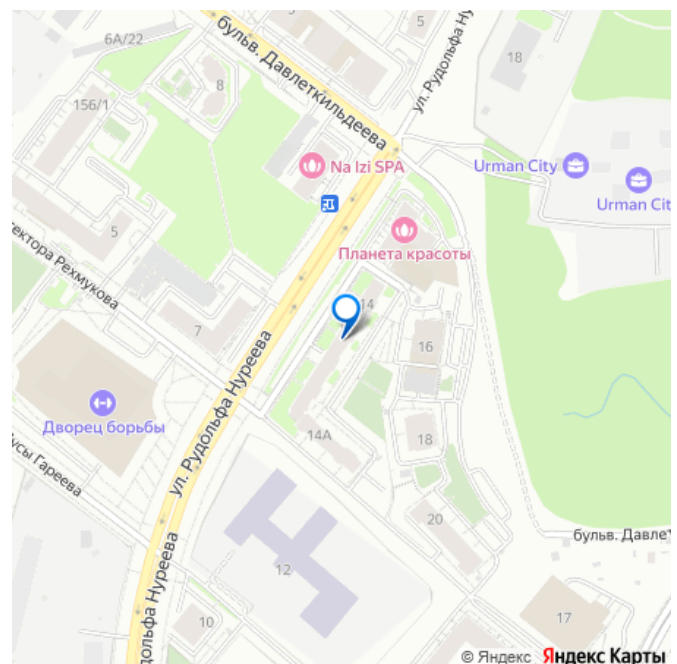 6А/22
бульв. Давлеткильдеева
5
ул. Рудольфа Ну
18
8
156/1
Na Izi SPA
Urman City
Urman Cit
Планета красоты
5
тектора Рехмукова
7
14
16
ул. Рудольфа Нуреева
Дворец борьбы
14А
18
усы Гареева
20
бульв. Давле
12
17
10
дольфа Нуреева
© Яндекс Яндекс Карты